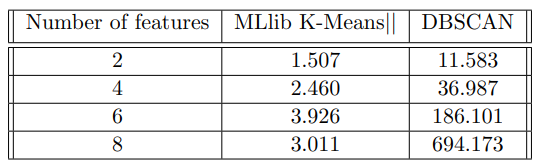 Number of features MLlib K-Means|| DBSCAN
2 1.507 11.583
4 2.460 36.987
6 3.926 186.101
8 3.011 694.173